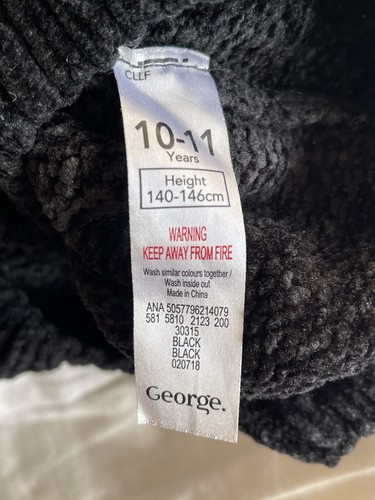 CLLF
10-11
Years
Height
140-146cm
WARNING
KEEP AWAY FROM FIRE
Wash similar colours together /
Wash inside out
Made in China
ANA 5057796214079
581 5810 2123 200
30315
BLACK
BLACK
020718
George.